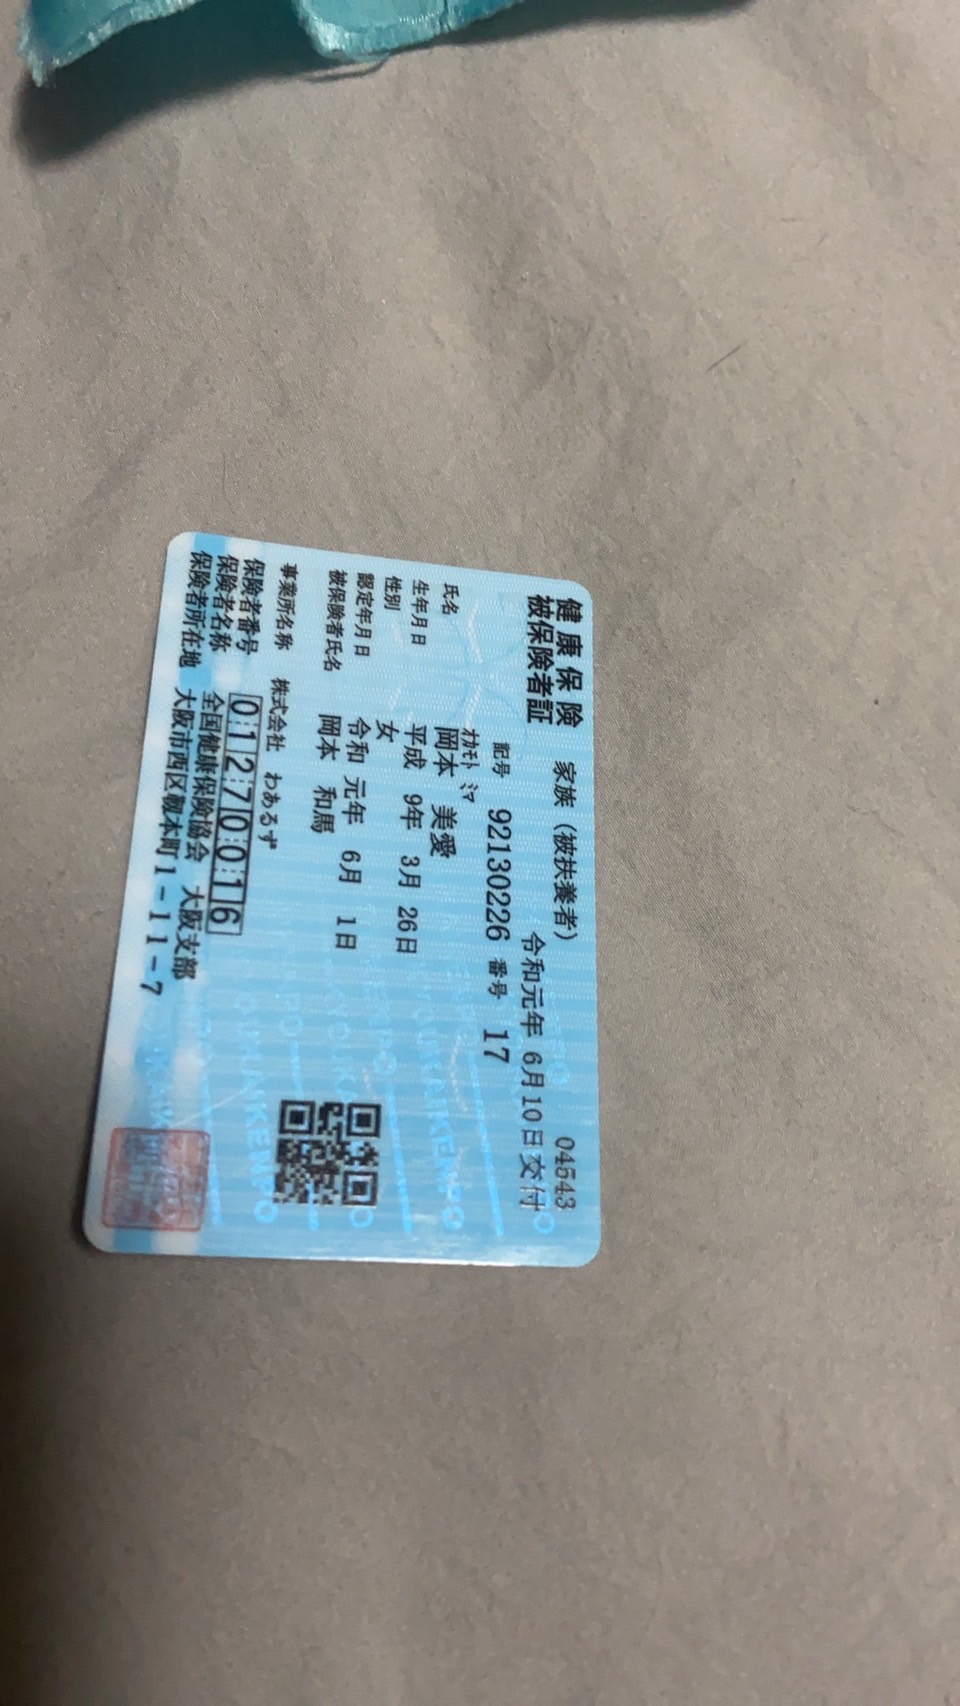 健康保険 家族（被扶養者） 04543
被保険者証 令和元年 6月10日交付
記号 92130226 番号 17
ｵｶﾓﾄ ﾐｱ
氏名 岡本 美愛
生年月日 平成 9年 3月 26日
性別 女
認定年月日 令和 元年 6月 1日
被保険者氏名 岡本 和馬
事業所名称 株式会社 わあるず
保険者番号 01270016
保険者名称 全国健康保険協会 大阪支部
保険者所在地 大阪市西区靱本町1-11-7